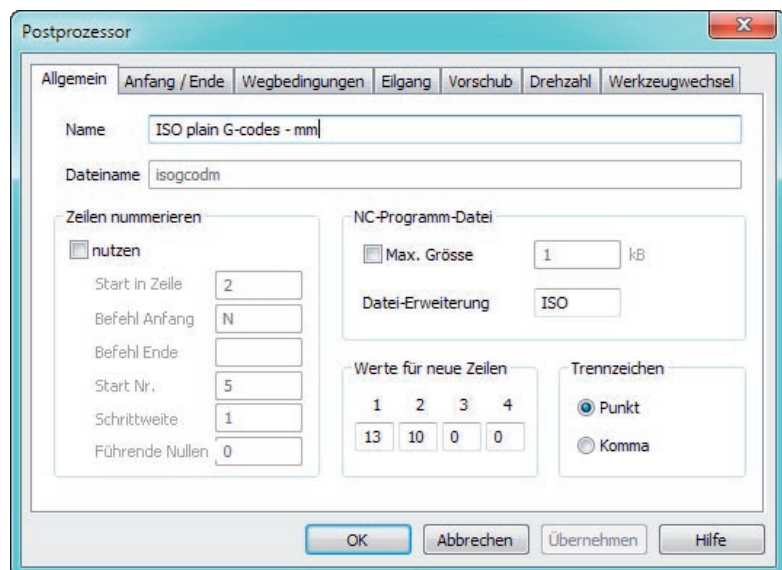 Postprozessor
Allgemein Anfang / Ende Wegbedingungen Eilgang Vorschub Drehzahl Werkzeugwechsel
Name ISO plain G-codes - mm
Dateiname isogcodm
Zeilen nummerieren
nutzen
Start in Zeile 2
Befehl Anfang N
Befehl Ende
Start Nr. 5
Schrittweite 1
Führende Nullen 0
NC-Programm-Datei
Max. Grösse 1 kB
Datei-Erweiterung ISO
Werte für neue Zeilen
1 2 3 4
13 10 0 0
Trennzeichen
Punkt
Komma
OK Abbrechen Übernehmen Hilfe